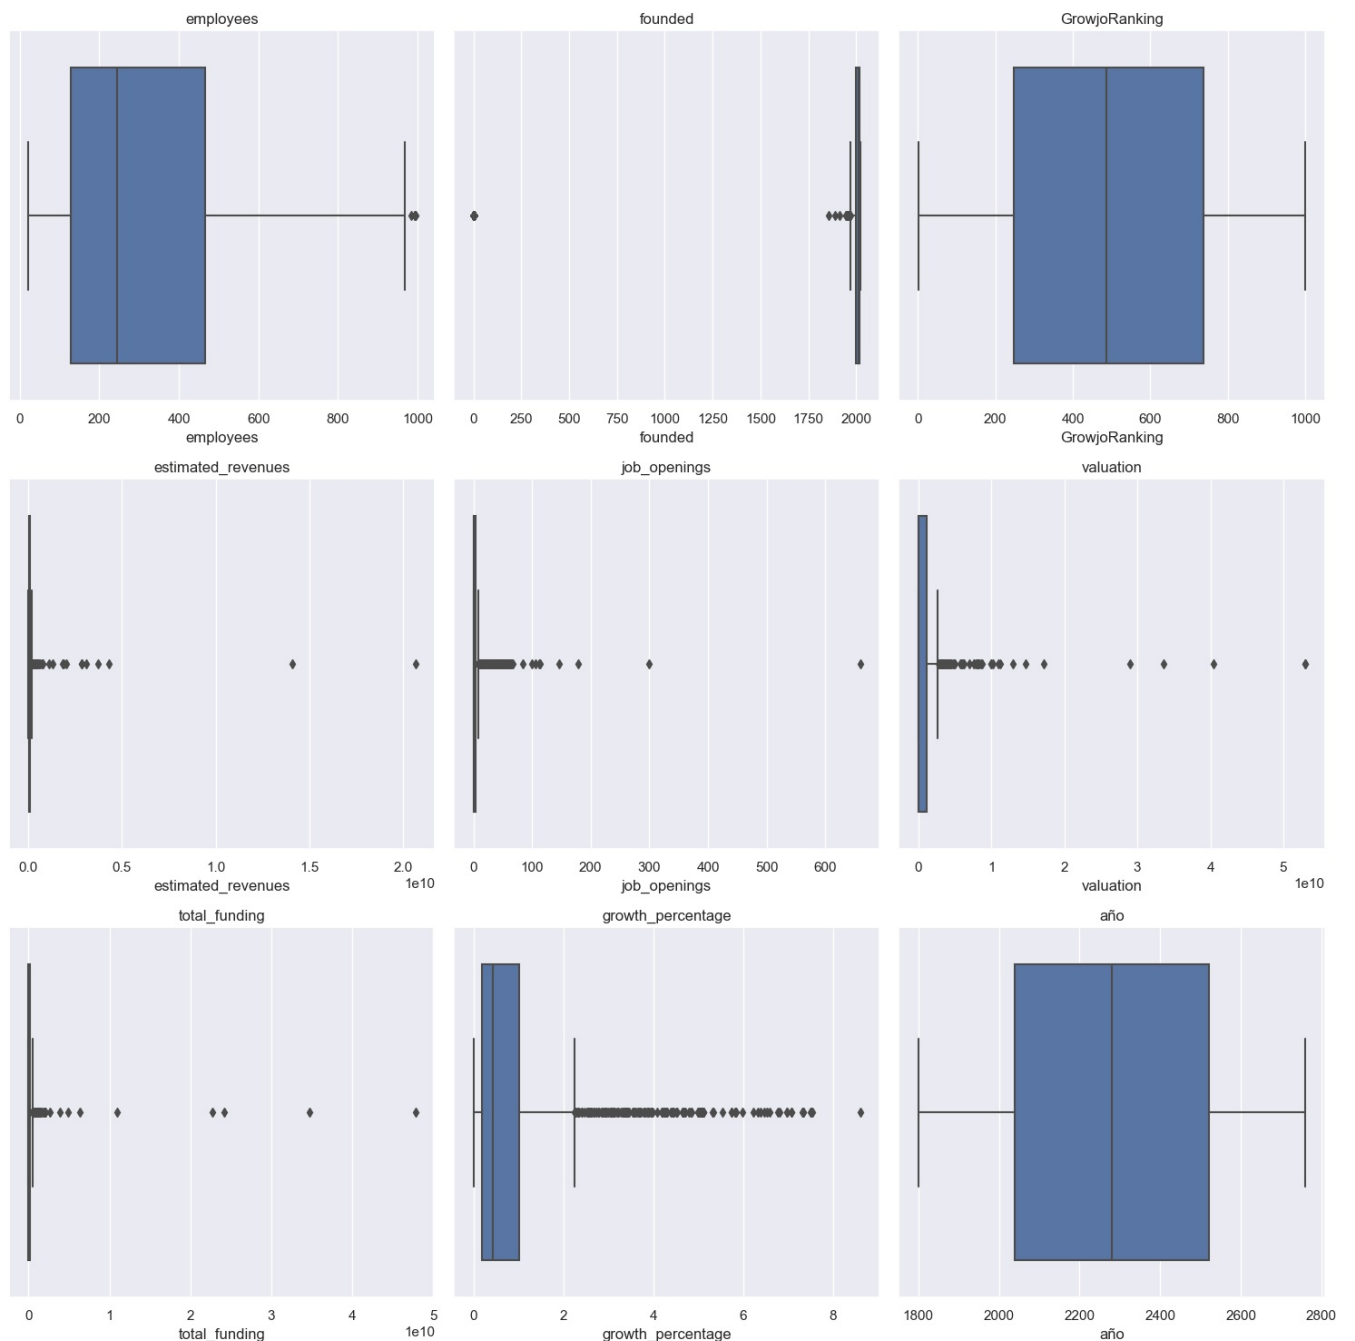 employees founded GrowjoRanking
0 200 400 600 800 1000 0 250 500 750 1000 1250 1500 1750 2000 0 200 400 600 800 1000
employees founded GrowjoRanking
estimated_revenues job_openings valuation
0.0 0.5 1.0 1.5 2.0 0 100 200 300 400 500 600 0 1 2 3 4 5
estimated_revenues 1e10 job_openings valuation 1e10
total_funding growth_percentage año
0 1 2 3 4 5 0 2 4 6 8 1800 2000 2200 2400 2600 2800
total_funding 1e10 growth_percentage año